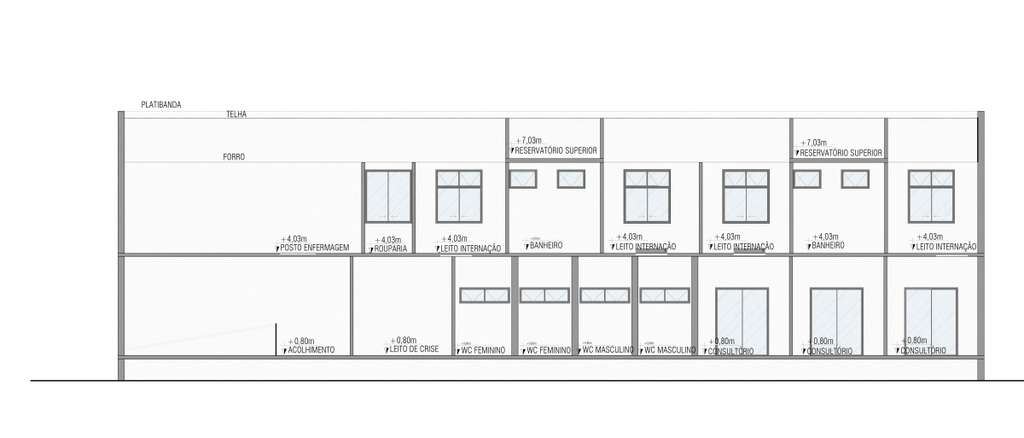 PLATIBANDA
TELHA
+7,03m
RESERVATÓRIO SUPERIOR
+7,03m
RESERVATÓRIO SUPERIOR
FORRO
+4,03m
POSTO ENFERMAGEM
+4,03m
ROUPARIA
+4,03m
LEITO INTERNAÇÃO
BANHEIRO
+4,03m
LEITO INTERNAÇÃO
+4,03m
LEITO INTERNAÇÃO
+4,03m
BANHEIRO
+4,03m
LEITO INTERNAÇÃO
+0,80m
ACOLHIMENTO
+0,80m
LEITO DE CRISE
WC FEMININO
WC FEMININO
WC MASCULINO
WC MASCULINO
+0,80m
CONSULTÓRIO
+0,80m
CONSULTÓRIO
+0,80m
CONSULTÓRIO